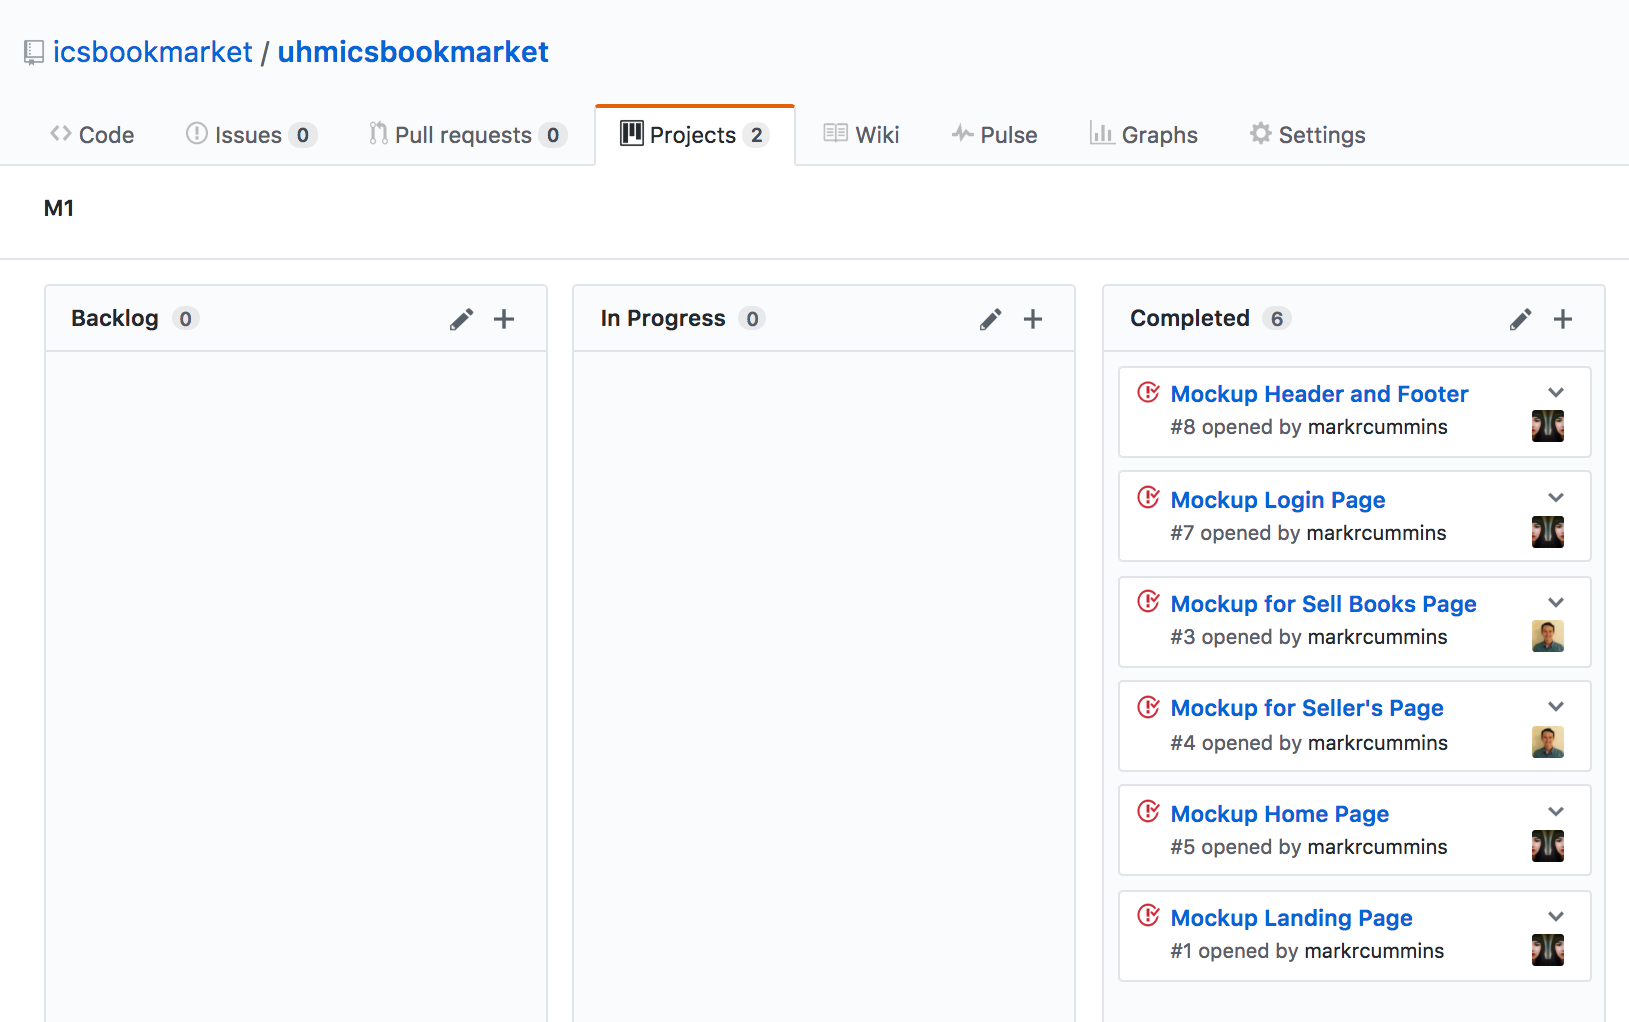 icsbookmarket / uhmicsbookmarket
Code Issues 0 Pull requests 0 Projects 2 Wiki Pulse Graphs Settings
M1
Backlog 0
In Progress 0
Completed 6
Mockup Header and Footer
#8 opened by markrcummins
Mockup Login Page
#7 opened by markrcummins
Mockup for Sell Books Page
#3 opened by markrcummins
Mockup for Seller's Page
#4 opened by markrcummins
Mockup Home Page
#5 opened by markrcummins
Mockup Landing Page
#1 opened by markrcummins